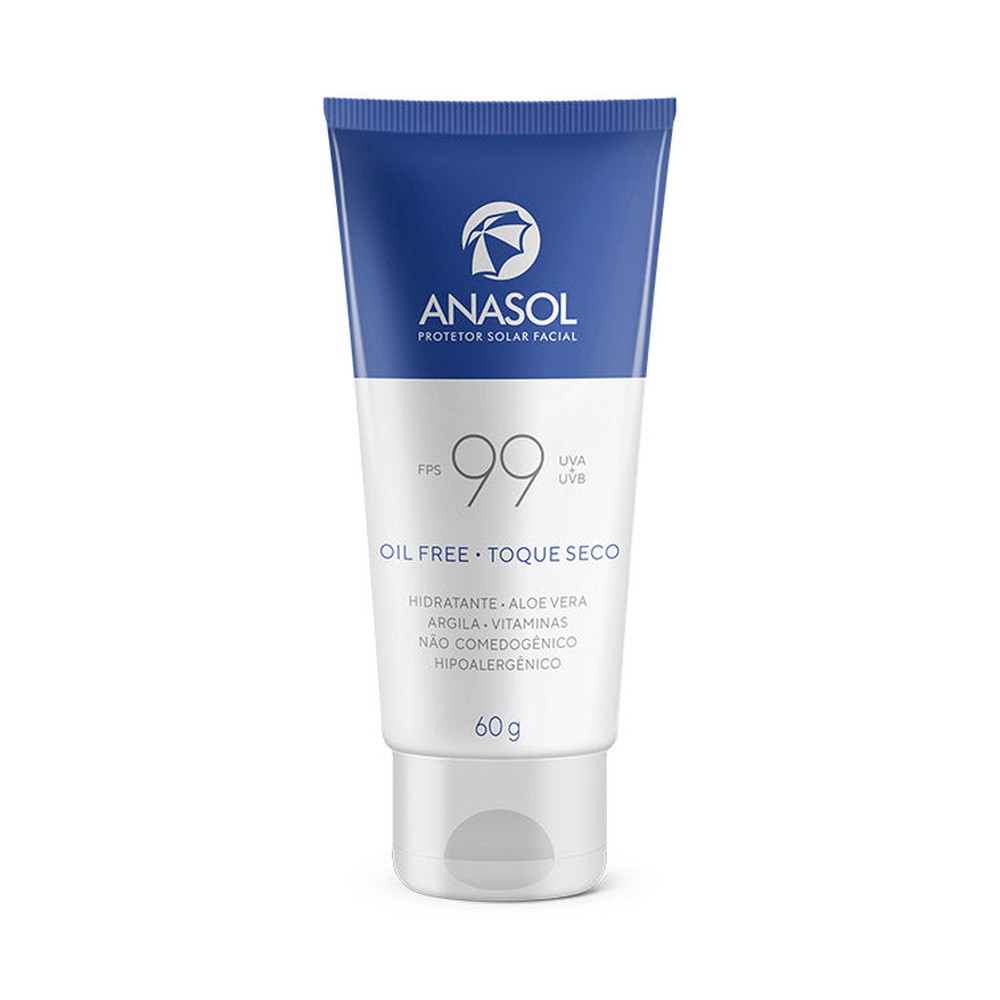 ANASOL
PROTETOR SOLAR FACIAL
FPS 99 UVA + UVB
OIL FREE • TOQUE SECO
HIDRATANTE • ALOE VERA
ARGILA • VITAMINAS
NÃO COMEDOGÊNICO
HIPOALERGÊNICO
60 g